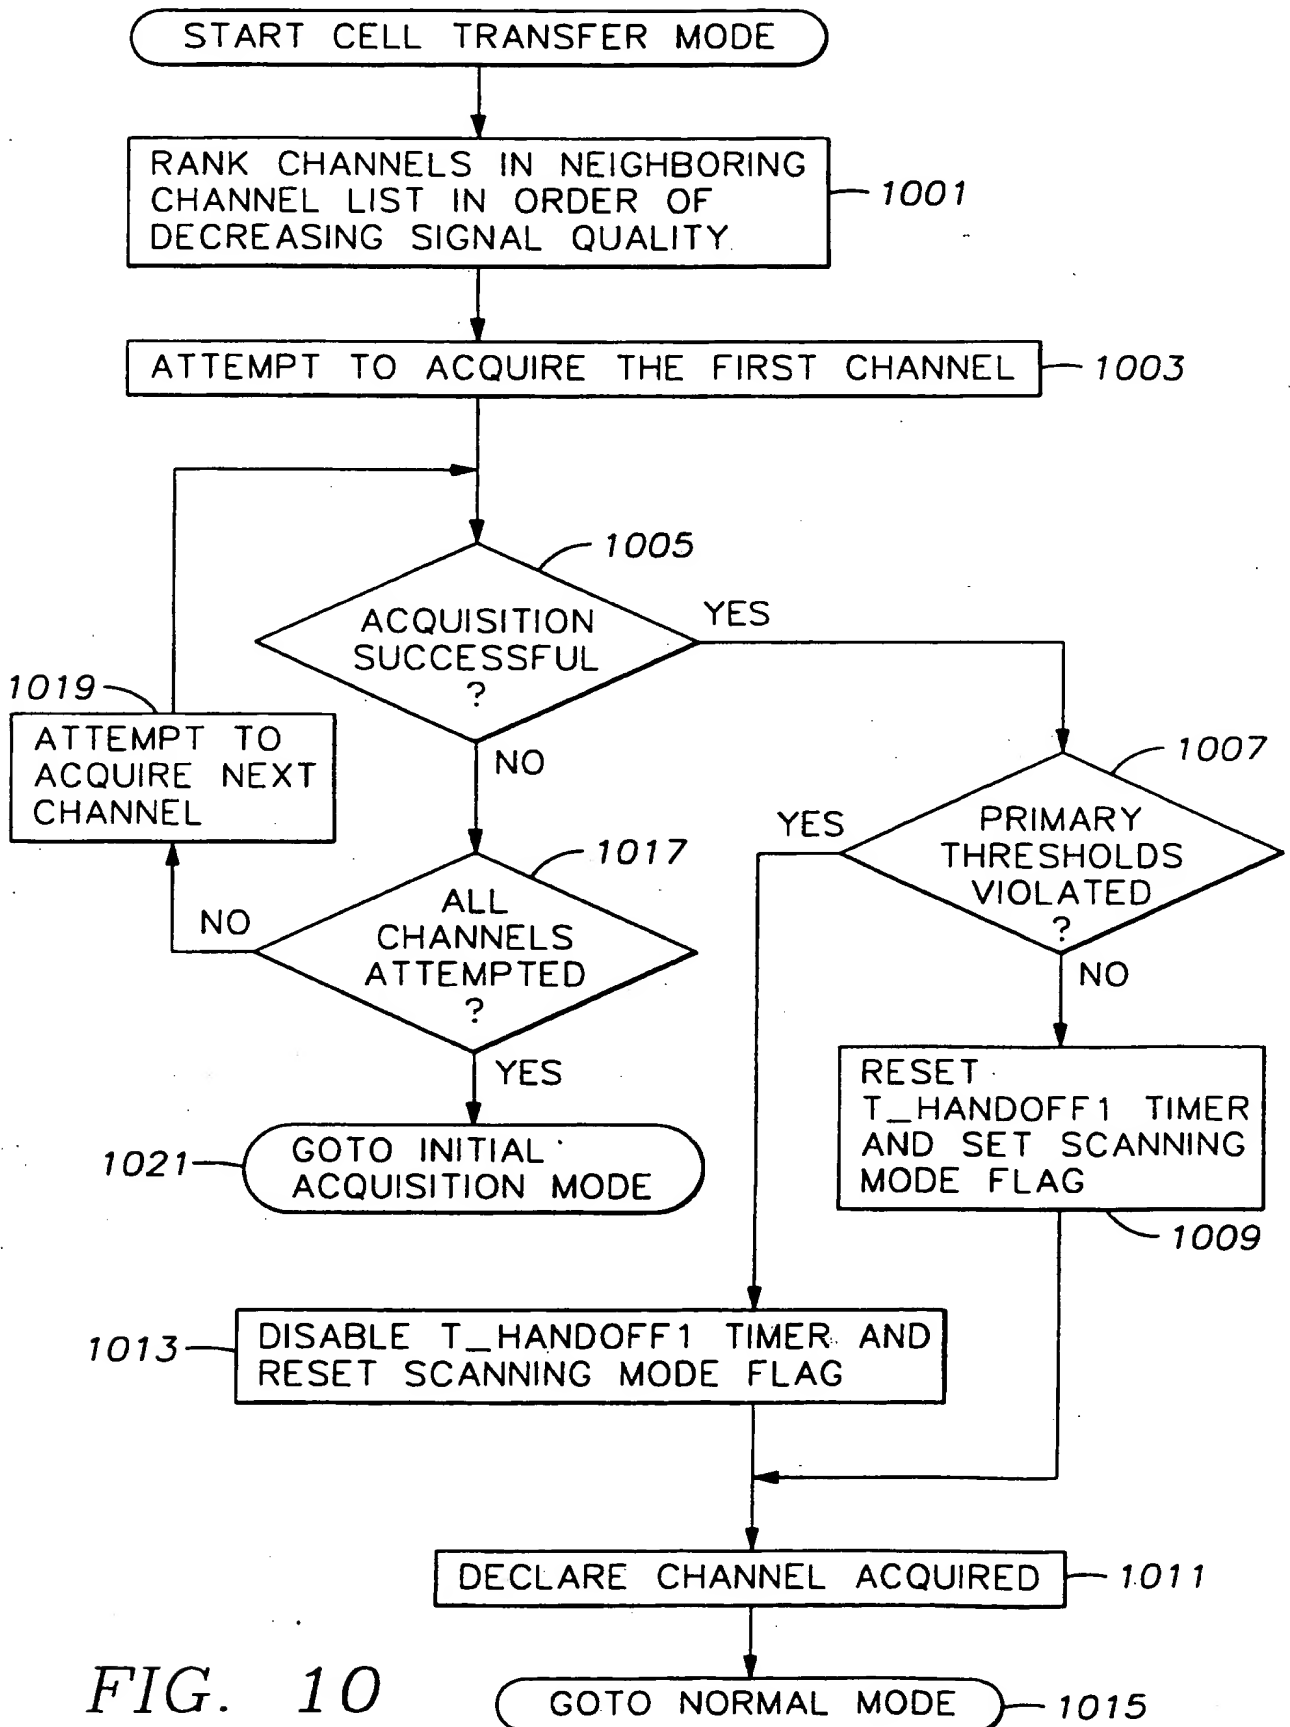 START CELL TRANSFER MODE
RANK CHANNELS IN NEIGHBORING
CHANNEL LIST IN ORDER OF
DECREASING SIGNAL QUALITY
1001
ATTEMPT TO ACQUIRE THE FIRST CHANNEL
1003
1005
ACQUISITION
SUCCESSFUL
?
YES
NO
1019
ATTEMPT TO
ACQUIRE NEXT
CHANNEL
1007
PRIMARY
THRESHOLDS
VIOLATED
?
YES
NO
1017
ALL
CHANNELS
ATTEMPTED
?
NO
YES
RESET
T_HANDOFF1 TIMER
AND SET SCANNING
MODE FLAG
1009
1021
GOTO INITIAL
ACQUISITION MODE
1013
DISABLE T_HANDOFF1 TIMER AND
RESET SCANNING MODE FLAG
DECLARE CHANNEL ACQUIRED
1011
GOTO NORMAL MODE
1015
FIG. 10